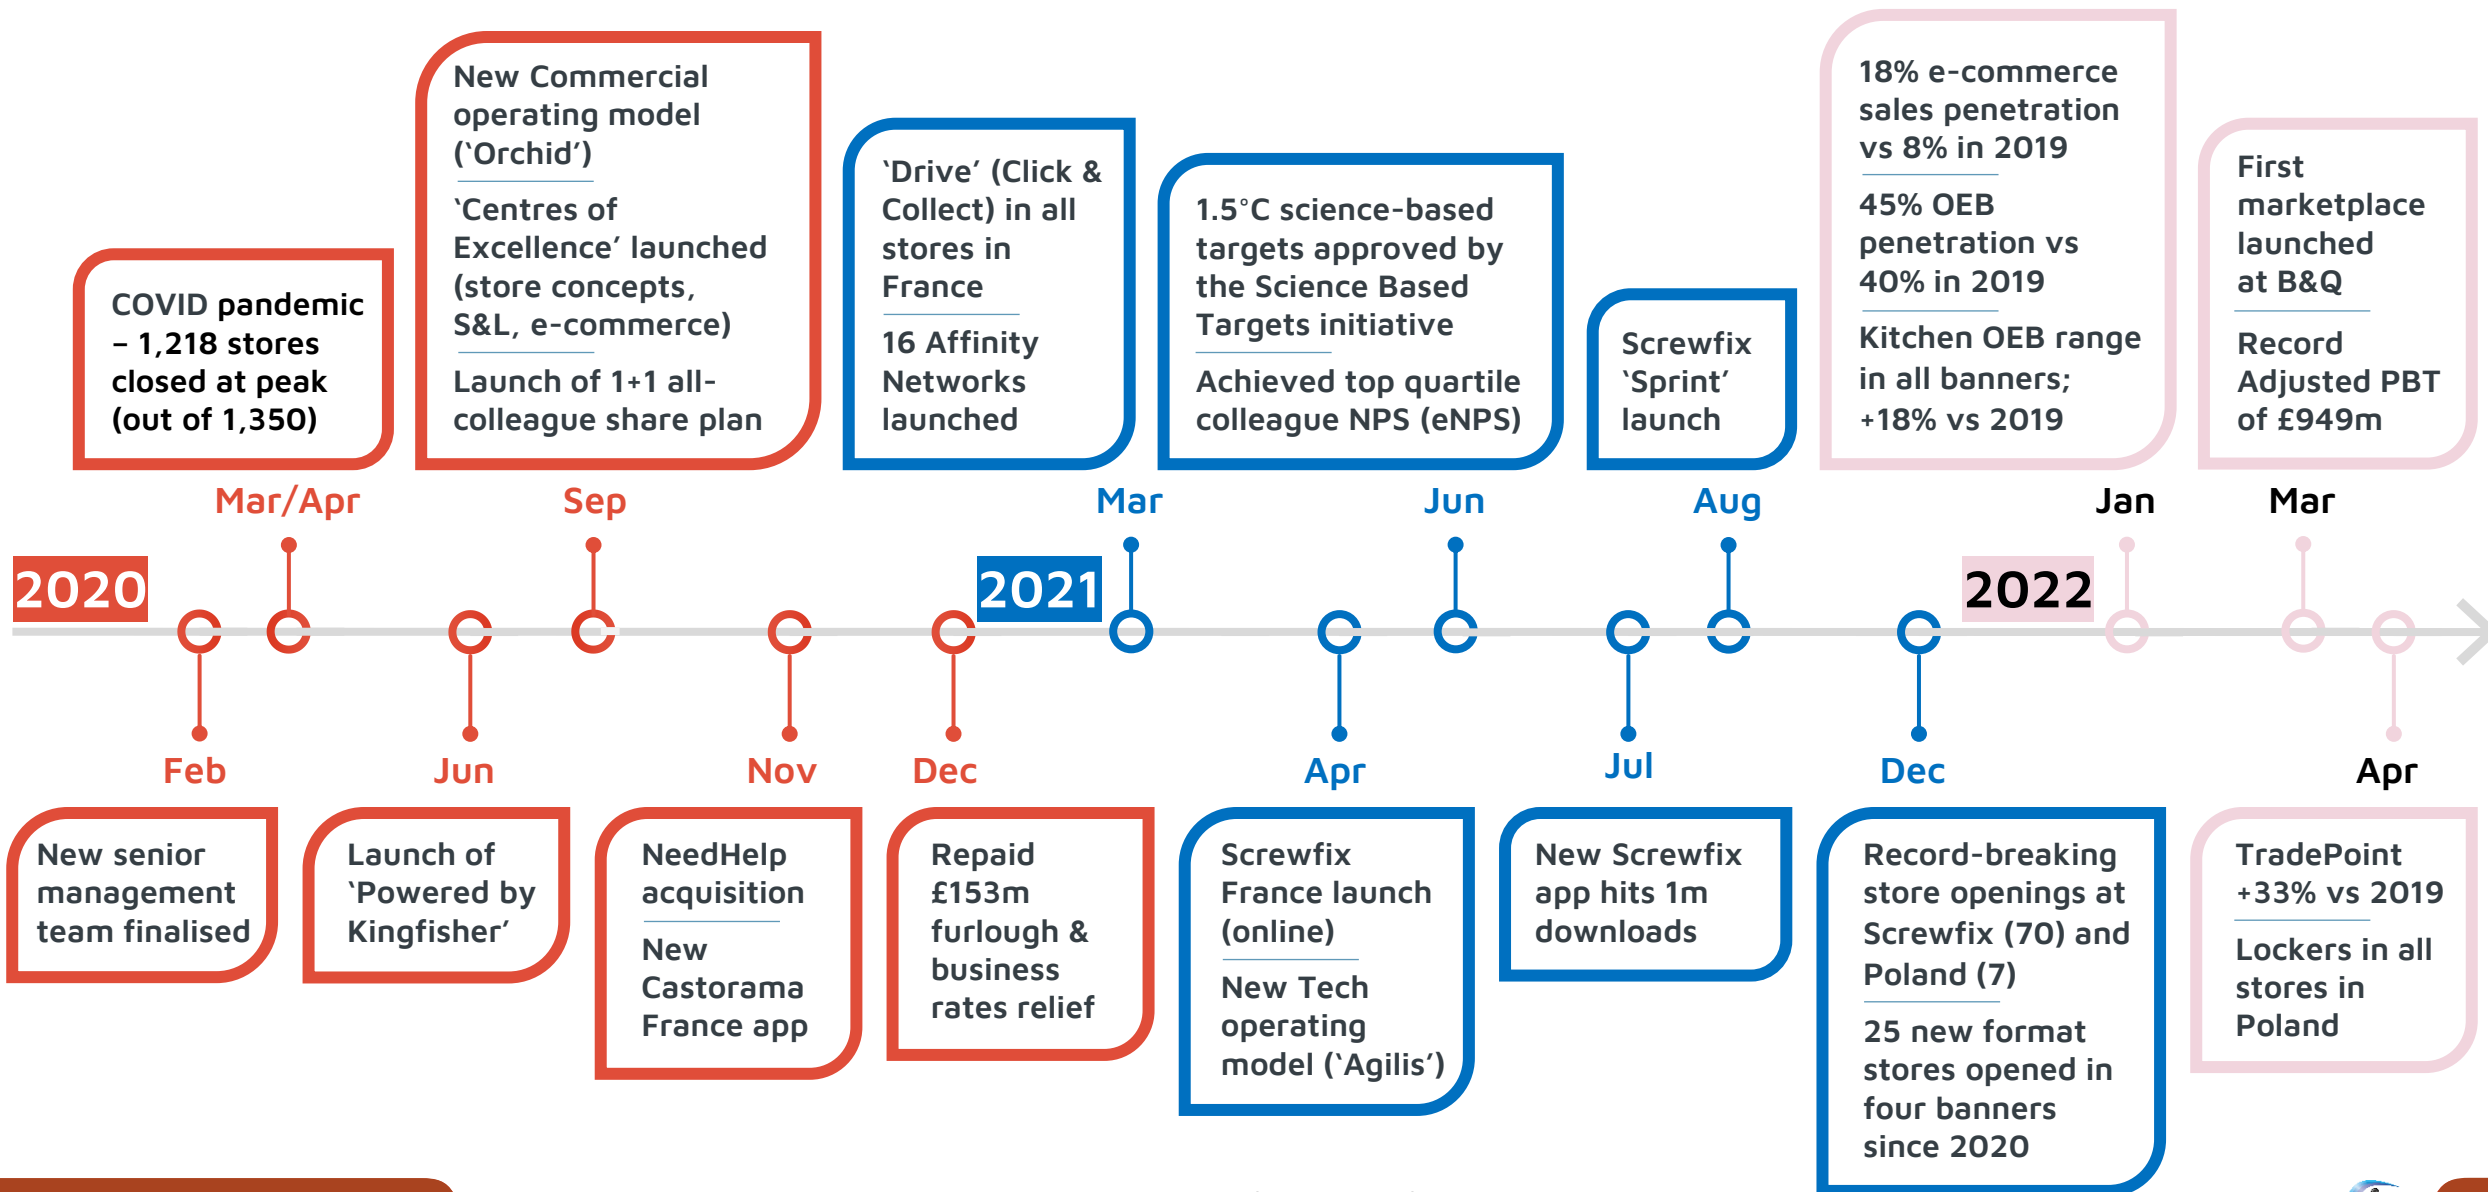 New Commercial
operating model
(‘Orchid’)
‘Centres of
Excellence’ launched
(store concepts,
S&L, e-commerce)
Launch of 1+1 all-
colleague share plan
COVID pandemic
– 1,218 stores
closed at peak
(out of 1,350)
‘Drive’ (Click &
Collect) in all
stores in
France
16 Affinity
Networks
launched
1.5°C science-based
targets approved by
the Science Based
Targets initiative
Achieved top quartile
colleague NPS (eNPS)
Screwfix
‘Sprint’
launch
18% e-commerce
sales penetration
vs 8% in 2019
45% OEB
penetration vs
40% in 2019
Kitchen OEB range
in all banners;
+18% vs 2019
First
marketplace
launched
at B&Q
Record
Adjusted PBT
of £949m
Mar/Apr
Sep
Mar
Jun
Aug
Jan
Mar
2020
2021
2022
Feb
Jun
Nov
Dec
Apr
Jul
Dec
Apr
New senior
management
team finalised
Launch of
‘Powered by
Kingfisher’
NeedHelp
acquisition
New
Castorama
France app
Repaid
£153m
furlough &
business
rates relief
Screwfix
France launch
(online)
New Tech
operating
model (‘Agilis’)
New Screwfix
app hits 1m
downloads
Record-breaking
store openings at
Screwfix (70) and
Poland (7)
25 new format
stores opened in
four banners
since 2020
TradePoint
+33% vs 2019
Lockers in all
stores in
Poland